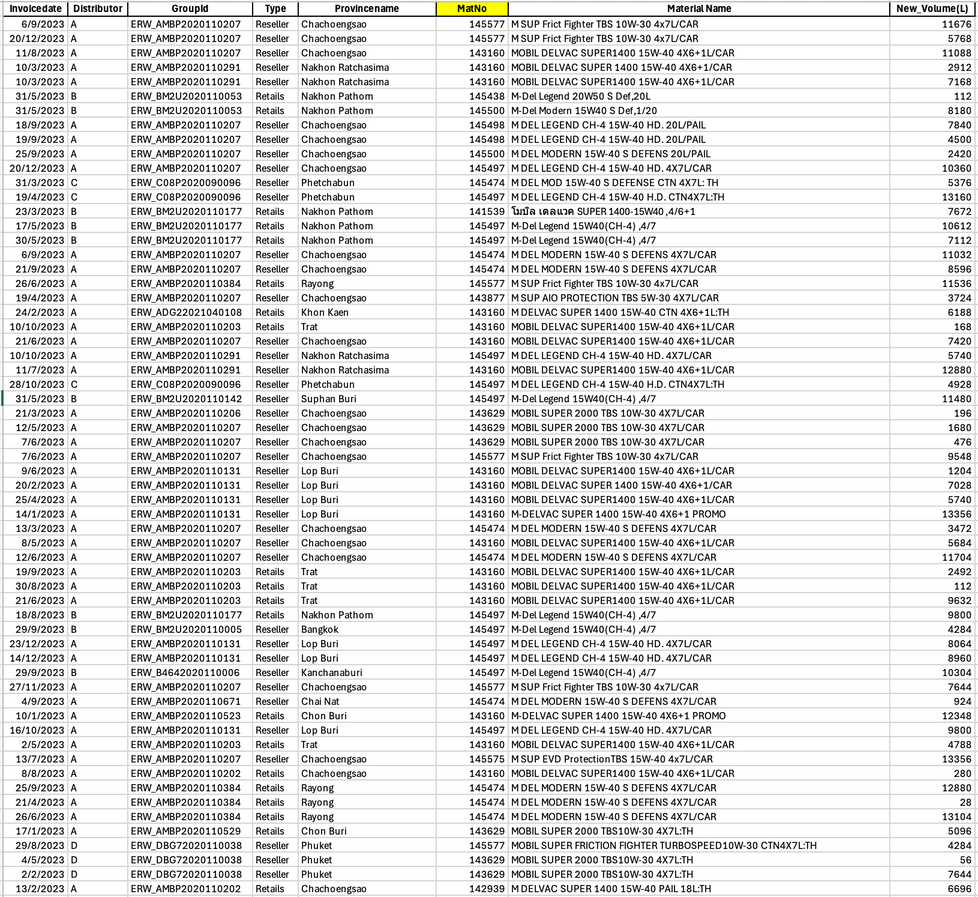 Invoicedate Distributor GroupId Type Provincename MatNo Material Name New_Volume(L)
6/9/2023 A ERW_AMBP2020110207 Reseller Chachoengsao 145577 M SUP Frict Fighter TBS 10W-30 4x7L/CAR 11676
20/12/2023 A ERW_AMBP2020110207 Reseller Chachoengsao 145577 M SUP Frict Fighter TBS 10W-30 4x7L/CAR 5768
11/8/2023 A ERW_AMBP2020110207 Reseller Chachoengsao 143160 MOBIL DELVAC SUPER1400 15W-40 4X6+1L/CAR 11088
10/3/2023 A ERW_AMBP2020110291 Reseller Nakhon Ratchasima 143160 MOBIL DELVAC SUPER 1400 15W-40 4X6+1/CAR 2912
10/3/2023 A ERW_AMBP2020110291 Reseller Nakhon Ratchasima 143160 MOBIL DELVAC SUPER1400 15W-40 4X6+1L/CAR 7168
31/5/2023 B ERW_BM2U2020110053 Retails Nakhon Pathom 145438 M-Del Legend 20W50 S Def,20L 112
31/5/2023 B ERW_BM2U2020110053 Retails Nakhon Pathom 145500 M-Del Modern 15W40 S Def,1/20 8180
18/9/2023 A ERW_AMBP2020110207 Reseller Chachoengsao 145498 M DEL LEGEND CH-4 15W-40 HD. 20L/PAIL 7840
19/9/2023 A ERW_AMBP2020110207 Reseller Chachoengsao 145498 M DEL LEGEND CH-4 15W-40 HD. 20L/PAIL 4500
25/9/2023 A ERW_AMBP2020110207 Reseller Chachoengsao 145500 M DEL MODERN 15W-40 S DEFENS 20L/PAIL 2420
20/12/2023 A ERW_AMBP2020110207 Reseller Chachoengsao 145497 M DEL LEGEND CH-4 15W-40 HD. 4X7L/CAR 10360
31/3/2023 C ERW_C08P2020090096 Reseller Phetchabun 145474 M DEL MOD 15W-40 S DEFENSE CTN 4X7L: TH 5376
19/4/2023 C ERW_C08P2020090096 Reseller Phetchabun 145497 M DEL LEGEND CH-4 15W-40 H.D. CTN4X7L:TH 13160
23/3/2023 B ERW_BM2U2020110177 Retails Nakhon Pathom 141539 โมบิล เดลแวค SUPER 1400-15W40 ,4/6+1 7672
17/5/2023 B ERW_BM2U2020110177 Retails Nakhon Pathom 145497 M-Del Legend 15W40(CH-4) ,4/7 10612
30/5/2023 B ERW_BM2U2020110177 Retails Nakhon Pathom 145497 M-Del Legend 15W40(CH-4) ,4/7 7112
6/9/2023 A ERW_AMBP2020110207 Reseller Chachoengsao 145474 M DEL MODERN 15W-40 S DEFENS 4X7L/CAR 11032
21/9/2023 A ERW_AMBP2020110207 Reseller Chachoengsao 145474 M DEL MODERN 15W-40 S DEFENS 4X7L/CAR 8596
26/6/2023 A ERW_AMBP2020110384 Retails Rayong 145577 M SUP Frict Fighter TBS 10W-30 4x7L/CAR 11536
19/4/2023 A ERW_AMBP2020110207 Reseller Chachoengsao 143877 M SUP AIO PROTECTION TBS 5W-30 4X7L/CAR 3724
24/2/2023 A ERW_ADG22021040108 Retails Khon Kaen 143160 M DELVAC SUPER 1400 15W-40 CTN 4X6+1L:TH 6188
10/10/2023 A ERW_AMBP2020110203 Retails Trat 143160 MOBIL DELVAC SUPER1400 15W-40 4X6+1L/CAR 168
21/6/2023 A ERW_AMBP2020110207 Reseller Chachoengsao 143160 MOBIL DELVAC SUPER1400 15W-40 4X6+1L/CAR 7420
10/10/2023 A ERW_AMBP2020110291 Reseller Nakhon Ratchasima 145497 M DEL LEGEND CH-4 15W-40 HD. 4X7L/CAR 5740
11/7/2023 A ERW_AMBP2020110291 Reseller Nakhon Ratchasima 143160 MOBIL DELVAC SUPER1400 15W-40 4X6+1L/CAR 12880
28/10/2023 C ERW_C08P2020090096 Reseller Phetchabun 145497 M DEL LEGEND CH-4 15W-40 H.D. CTN4X7L:TH 4928
31/5/2023 B ERW_BM2U2020110142 Reseller Suphan Buri 145497 M-Del Legend 15W40(CH-4) ,4/7 11480
21/3/2023 A ERW_AMBP2020110206 Reseller Chachoengsao 143629 MOBIL SUPER 2000 TBS 10W-30 4X7L/CAR 196
12/5/2023 A ERW_AMBP2020110207 Reseller Chachoengsao 143629 MOBIL SUPER 2000 TBS 10W-30 4X7L/CAR 1680
7/6/2023 A ERW_AMBP2020110207 Reseller Chachoengsao 143629 MOBIL SUPER 2000 TBS 10W-30 4X7L/CAR 476
7/6/2023 A ERW_AMBP2020110207 Reseller Chachoengsao 145577 M SUP Frict Fighter TBS 10W-30 4x7L/CAR 9548
9/6/2023 A ERW_AMBP2020110131 Reseller Lop Buri 143160 MOBIL DELVAC SUPER1400 15W-40 4X6+1L/CAR 1204
20/2/2023 A ERW_AMBP2020110131 Reseller Lop Buri 143160 MOBIL DELVAC SUPER 1400 15W-40 4X6+1/CAR 7028
25/4/2023 A ERW_AMBP2020110131 Reseller Lop Buri 143160 MOBIL DELVAC SUPER1400 15W-40 4X6+1L/CAR 5740
14/1/2023 A ERW_AMBP2020110131 Reseller Lop Buri 143160 M-DELVAC SUPER 1400 15W-40 4X6+1 PROMO 13356
13/3/2023 A ERW_AMBP2020110207 Reseller Chachoengsao 145474 M DEL MODERN 15W-40 S DEFENS 4X7L/CAR 3472
8/5/2023 A ERW_AMBP2020110207 Reseller Chachoengsao 143160 MOBIL DELVAC SUPER1400 15W-40 4X6+1L/CAR 5684
12/6/2023 A ERW_AMBP2020110207 Reseller Chachoengsao 145474 M DEL MODERN 15W-40 S DEFENS 4X7L/CAR 11704
19/9/2023 A ERW_AMBP2020110203 Retails Trat 143160 MOBIL DELVAC SUPER1400 15W-40 4X6+1L/CAR 2492
30/8/2023 A ERW_AMBP2020110203 Retails Trat 143160 MOBIL DELVAC SUPER1400 15W-40 4X6+1L/CAR 112
21/6/2023 A ERW_AMBP2020110203 Retails Trat 143160 MOBIL DELVAC SUPER1400 15W-40 4X6+1L/CAR 9632
18/8/2023 B ERW_BM2U2020110177 Retails Nakhon Pathom 145497 M-Del Legend 15W40(CH-4) ,4/7 9800
29/9/2023 B ERW_BM2U2020110005 Reseller Bangkok 145497 M-Del Legend 15W40(CH-4) ,4/7 4284
23/12/2023 A ERW_AMBP2020110131 Reseller Lop Buri 145497 M DEL LEGEND CH-4 15W-40 HD. 4X7L/CAR 8064
14/12/2023 A ERW_AMBP2020110131 Reseller Lop Buri 145497 M DEL LEGEND CH-4 15W-40 HD. 4X7L/CAR 8960
29/9/2023 B ERW_B4642020110006 Reseller Kanchanaburi 145497 M-Del Legend 15W40(CH-4) ,4/7 10304
27/11/2023 A ERW_AMBP2020110207 Reseller Chachoengsao 145577 M SUP Frict Fighter TBS 10W-30 4x7L/CAR 7644
4/9/2023 A ERW_AMBP2020110671 Reseller Chai Nat 145474 M DEL MODERN 15W-40 S DEFENS 4X7L/CAR 924
10/1/2023 A ERW_AMBP2020110523 Retails Chon Buri 143160 M-DELVAC SUPER 1400 15W-40 4X6+1 PROMO 12348
16/10/2023 A ERW_AMBP2020110131 Reseller Lop Buri 145497 M DEL LEGEND CH-4 15W-40 HD. 4X7L/CAR 9800
2/5/2023 A ERW_AMBP2020110203 Retails Trat 143160 MOBIL DELVAC SUPER1400 15W-40 4X6+1L/CAR 4788
13/7/2023 A ERW_AMBP2020110207 Reseller Chachoengsao 145575 M SUP EVD ProtectionTBS 15W-40 4x7L/CAR 13356
8/8/2023 A ERW_AMBP2020110202 Retails Chachoengsao 143160 MOBIL DELVAC SUPER1400 15W-40 4X6+1L/CAR 280
25/9/2023 A ERW_AMBP2020110384 Retails Rayong 145474 M DEL MODERN 15W-40 S DEFENS 4X7L/CAR 12880
21/4/2023 A ERW_AMBP2020110384 Retails Rayong 145474 M DEL MODERN 15W-40 S DEFENS 4X7L/CAR 28
26/6/2023 A ERW_AMBP2020110384 Retails Rayong 145474 M DEL MODERN 15W-40 S DEFENS 4X7L/CAR 13104
17/1/2023 A ERW_AMBP2020110529 Retails Chon Buri 143629 MOBIL SUPER 2000 TBS10W-30 4X7L:TH 5096
29/8/2023 D ERW_DBG72020110038 Reseller Phuket 145577 MOBIL SUPER FRICTION FIGHTER TURBOSPEED10W-30 CTN4X7L:TH 4284
4/5/2023 D ERW_DBG72020110038 Reseller Phuket 143629 MOBIL SUPER 2000 TBS10W-30 4X7L:TH 56
2/2/2023 D ERW_DBG72020110038 Reseller Phuket 143629 MOBIL SUPER 2000 TBS10W-30 4X7L:TH 7644
13/2/2023 A ERW_AMBP2020110202 Retails Chachoengsao 142939 M DELVAC SUPER 1400 15W-40 PAIL 18L:TH 6696